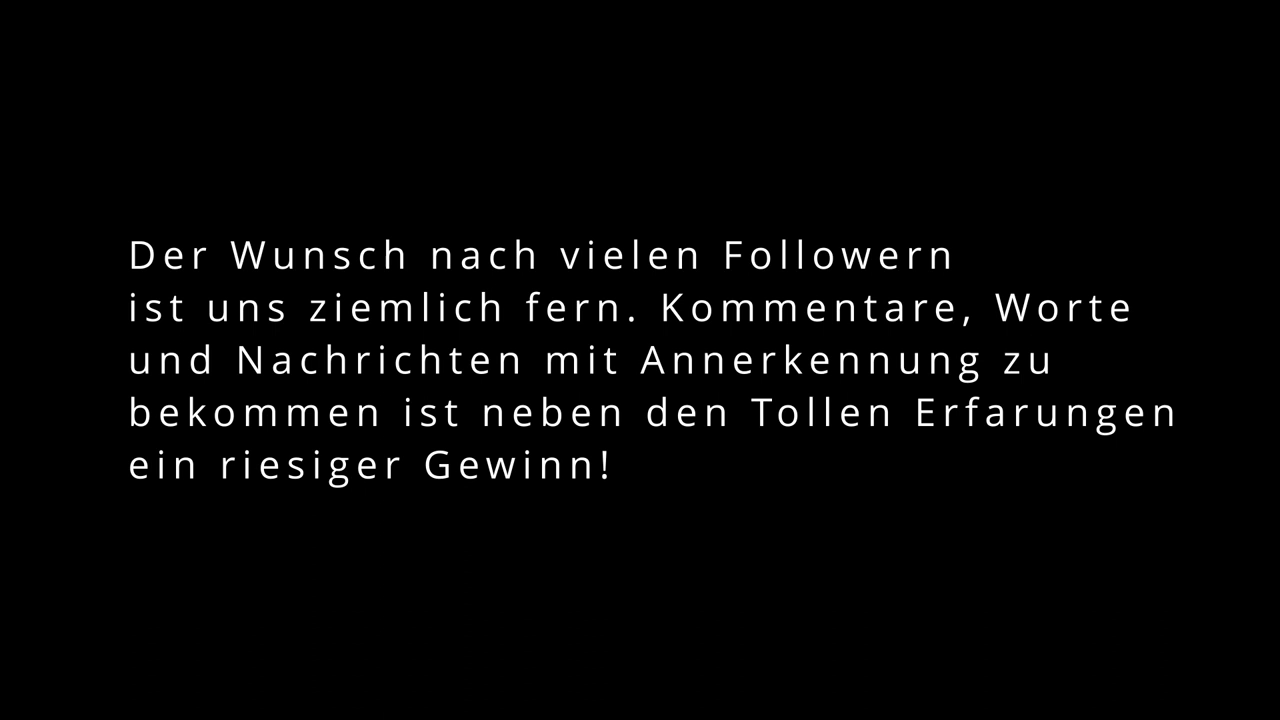 Der Wunsch nach vielen Followern
ist uns ziemlich fern. Kommentare, Worte
und Nachrichten mit Annerkennung zu
bekommen ist neben den Tollen Erfarungen
ein riesiger Gewinn!